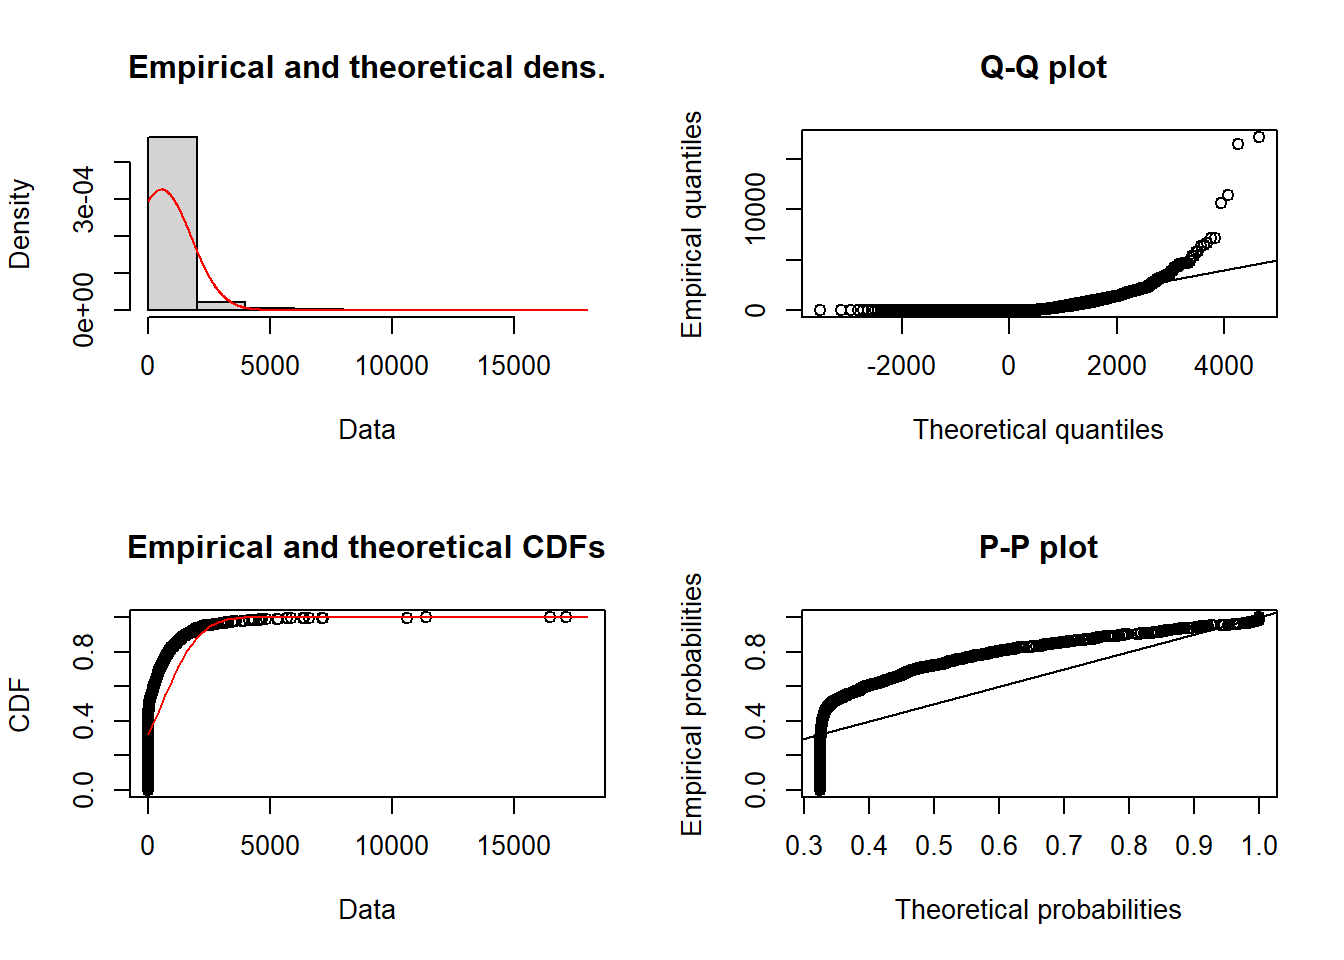 Empirical and theoretical dens.
Density
0e+00
3e-04
0
5000
10000
15000
Data
Q-Q plot
Empirical quantiles
0
10000
-2000
0
2000
4000
Theoretical quantiles
Empirical and theoretical CDFs
CDF
0.0
0.4
0.8
0
5000
10000
15000
Data
P-P plot
Empirical probabilities
0.0
0.4
0.8
0.3
0.4
0.5
0.6
0.7
0.8
0.9
1.0
Theoretical probabilities